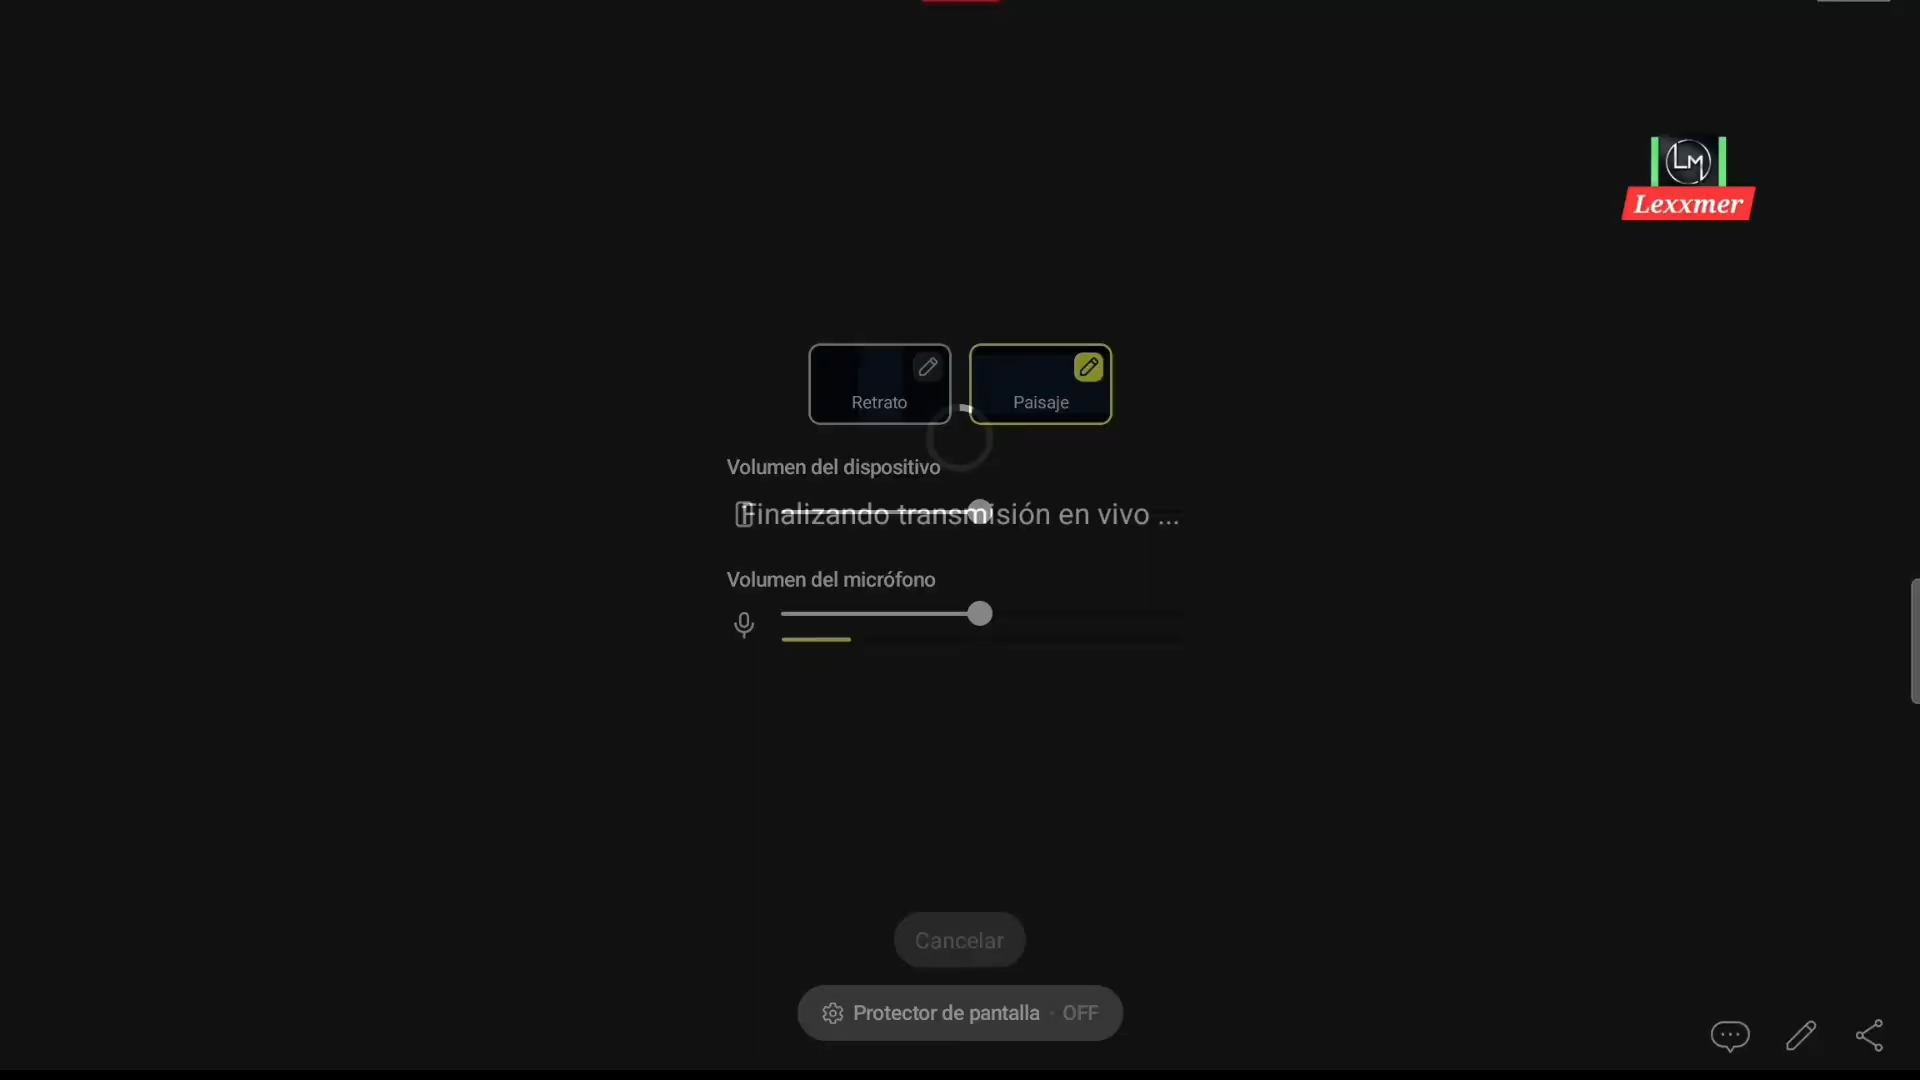 LM
Lexxmer
Retrato
Paisaje
Volumen del dispositivo
Finalizando transmisión en vivo ...
Volumen del micrófono
Cancelar
Protector de pantalla · OFF